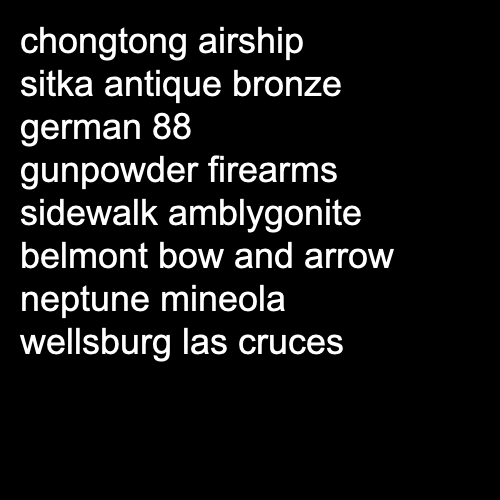 chongtong airship
sitka antique bronze
german 88
gunpowder firearms
sidewalk amblygonite
belmont bow and arrow
neptune mineola
wellsburg las cruces